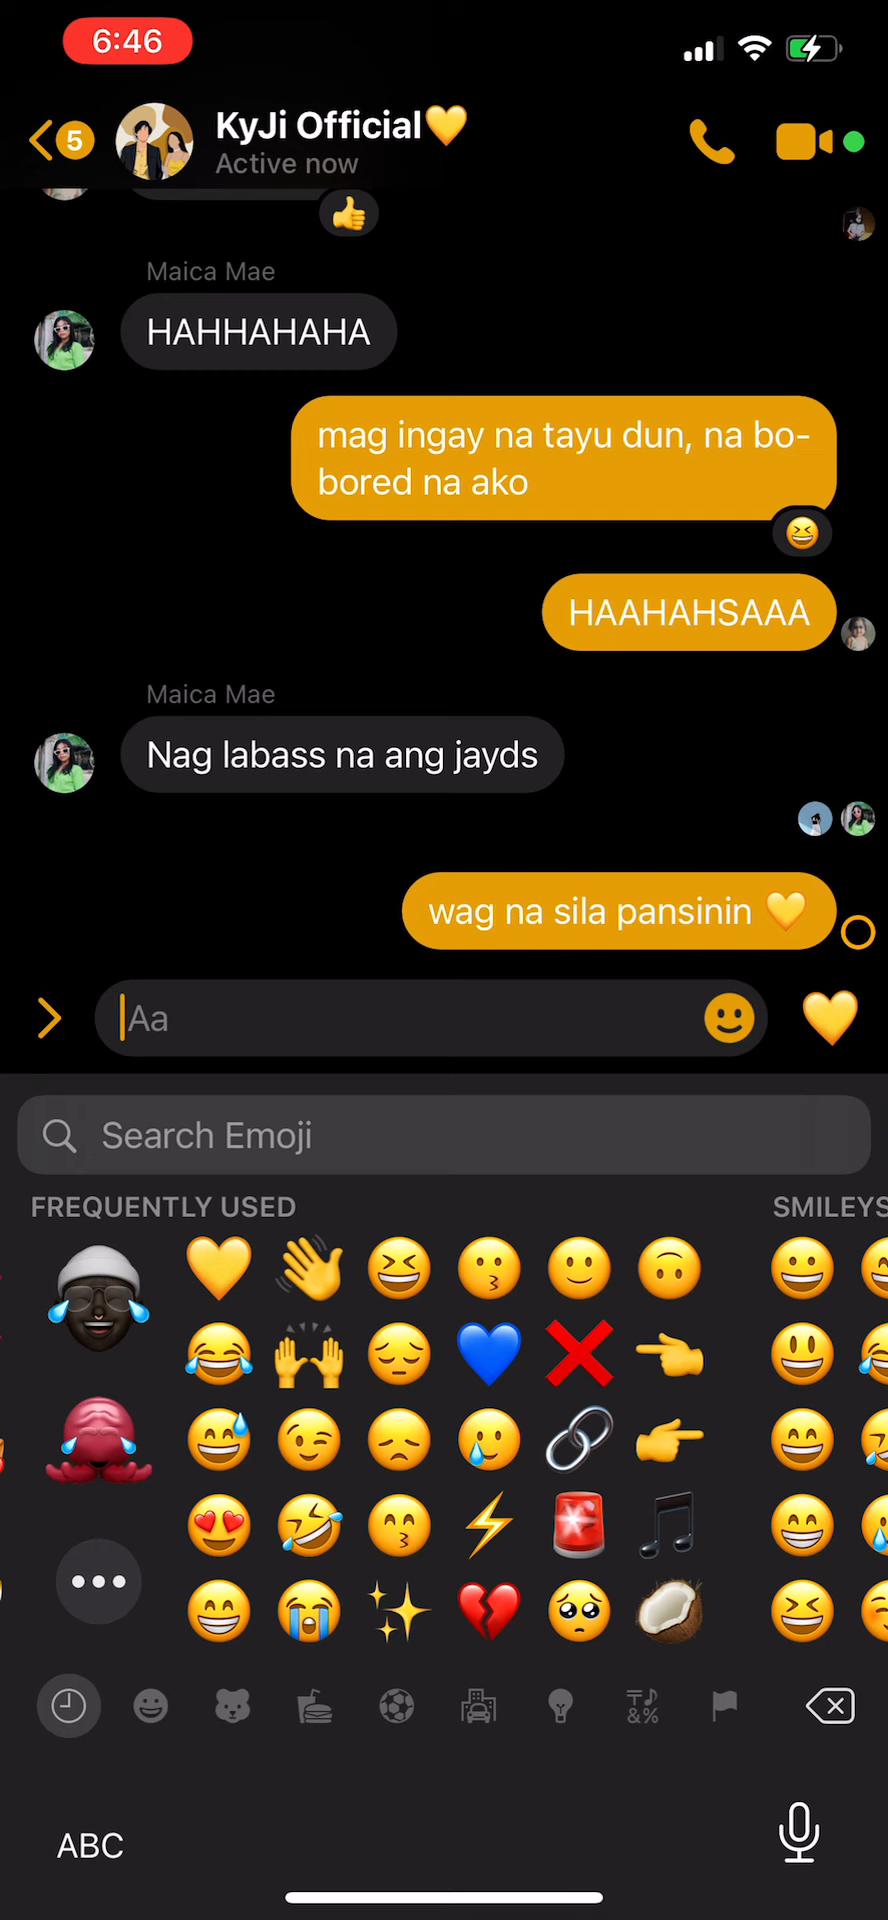 6:46
5
KyJi Official💛
Active now
Maica Mae
HAHHAHAHA
mag ingay na tayu dun, na bo-
bored na ako
HAAHAHSAAA
Maica Mae
Nag labass na ang jayds
wag na sila pansinin 💛
Aa
Search Emoji
FREQUENTLY USED
SMILEYS
ABC